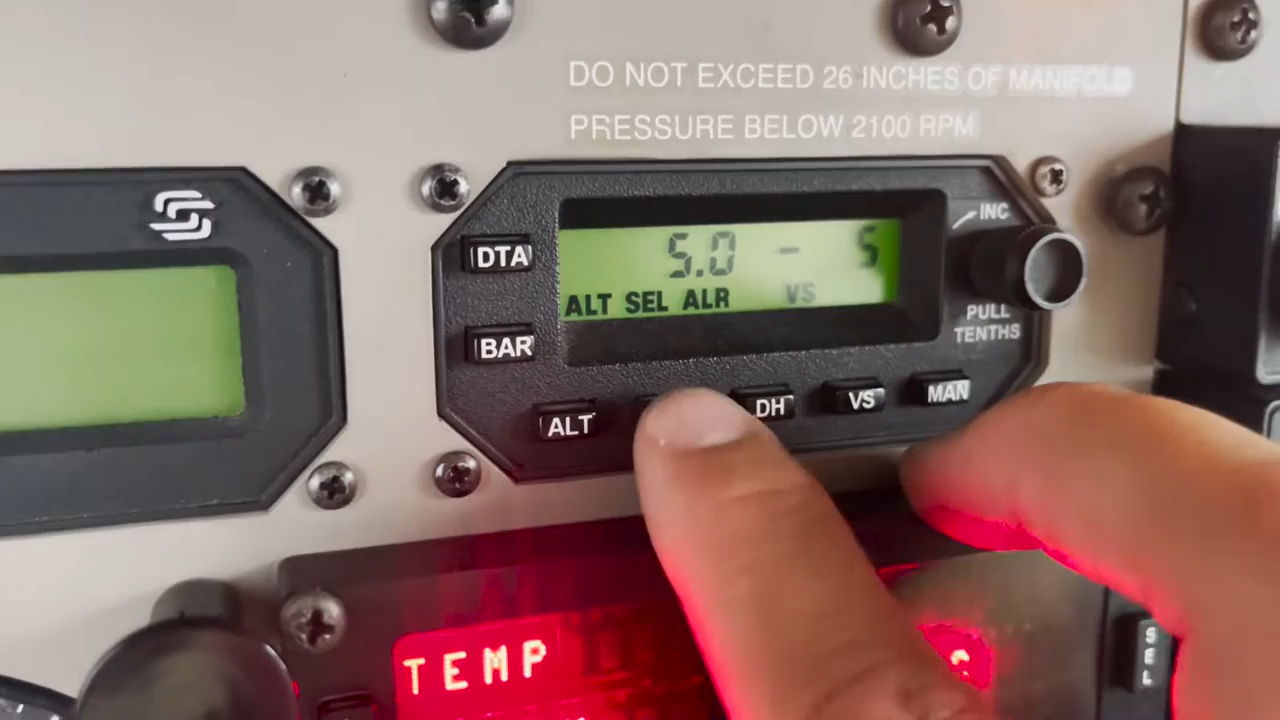 DO NOT EXCEED 26 INCHES OF MANIFOLD
PRESSURE BELOW 2100 RPM
INC
DTA
5.0 - 5
ALT SEL ALR VS
PULL
TENTHS
BAR
ALT DH VS MAN
TEMP
SEL